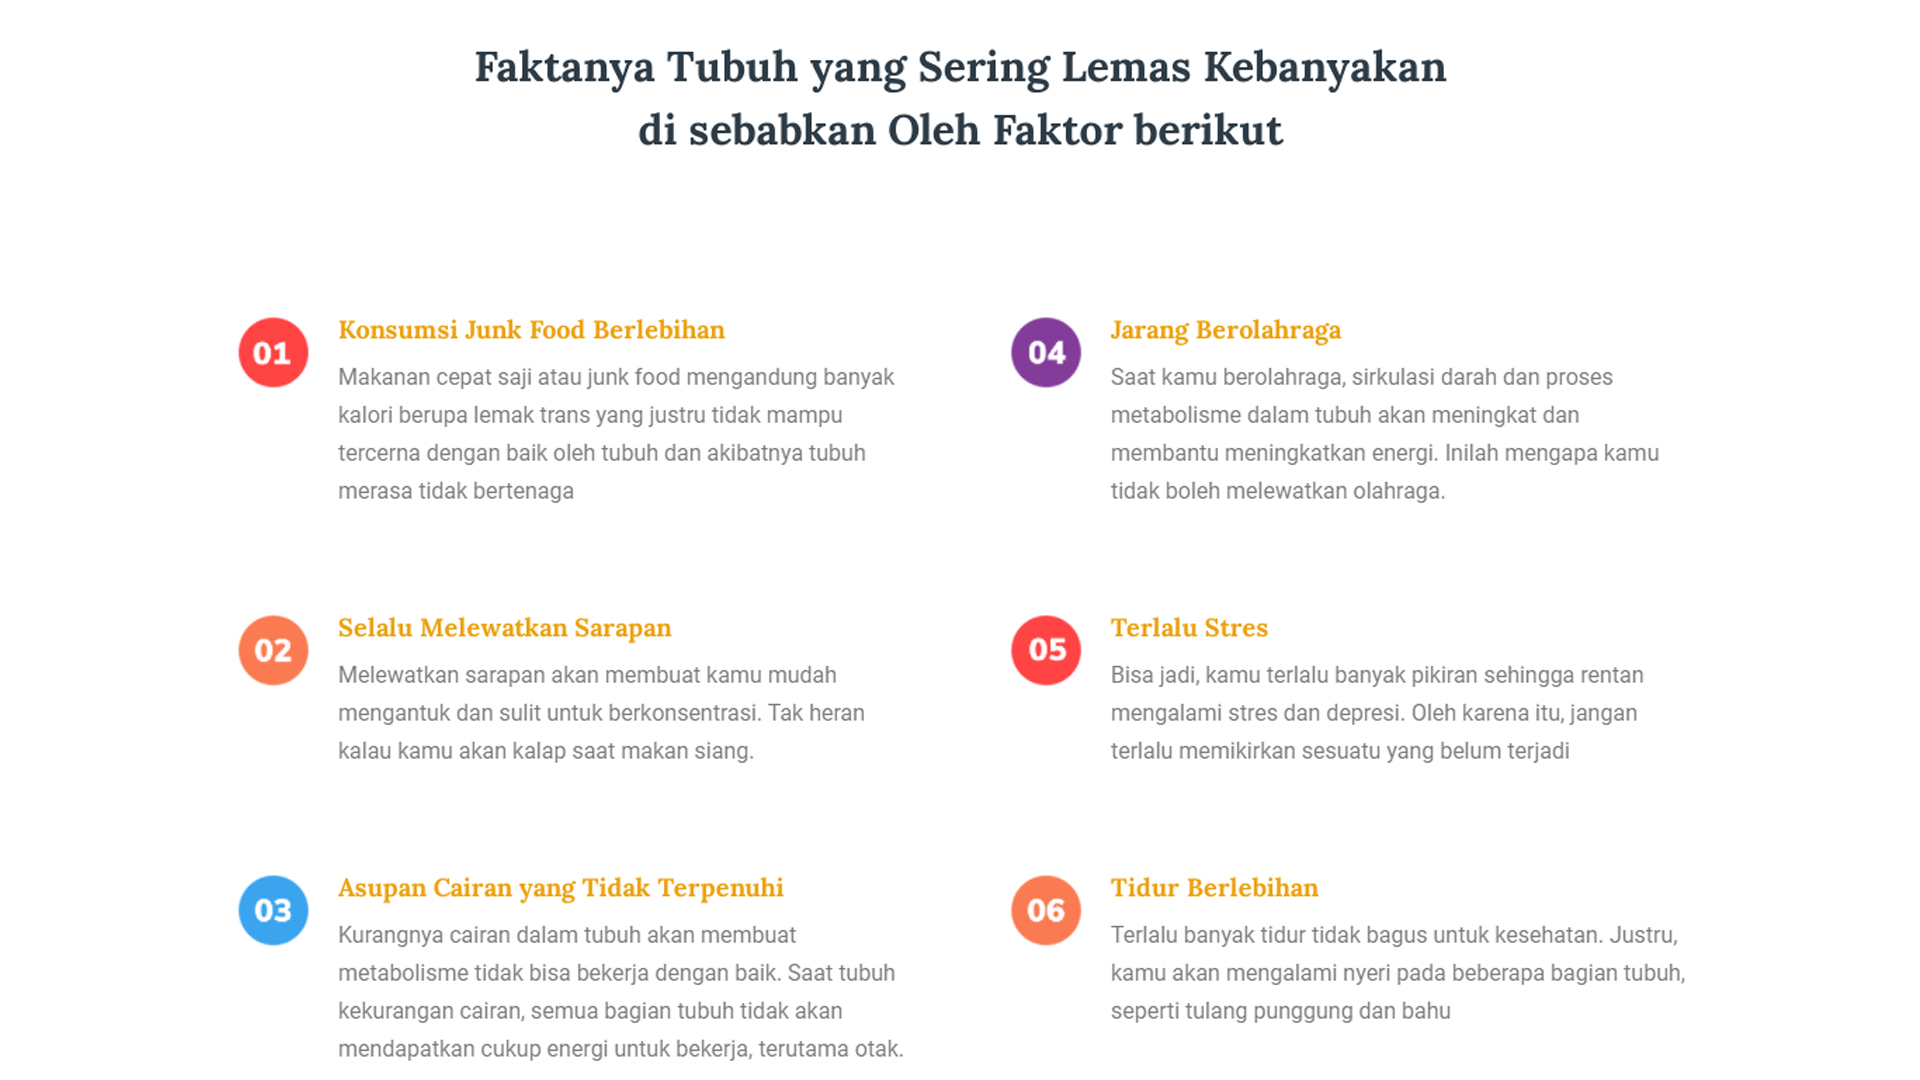 Faktanya Tubuh yang Sering Lemas Kebanyakan
di sebabkan Oleh Faktor berikut
01
Konsumsi Junk Food Berlebihan
Makanan cepat saji atau junk food mengandung banyak
kalori berupa lemak trans yang justru tidak mampu
tercerna dengan baik oleh tubuh dan akibatnya tubuh
merasa tidak bertenaga
02
Selalu Melewatkan Sarapan
Melewatkan sarapan akan membuat kamu mudah
mengantuk dan sulit untuk berkonsentrasi. Tak heran
kalau kamu akan kalap saat makan siang.
03
Asupan Cairan yang Tidak Terpenuhi
Kurangnya cairan dalam tubuh akan membuat
metabolisme tidak bisa bekerja dengan baik. Saat tubuh
kekurangan cairan, semua bagian tubuh tidak akan
mendapatkan cukup energi untuk bekerja, terutama otak.
04
Jarang Berolahraga
Saat kamu berolahraga, sirkulasi darah dan proses
metabolisme dalam tubuh akan meningkat dan
membantu meningkatkan energi. Inilah mengapa kamu
tidak boleh melewatkan olahraga.
05
Terlalu Stres
Bisa jadi, kamu terlalu banyak pikiran sehingga rentan
mengalami stres dan depresi. Oleh karena itu, jangan
terlalu memikirkan sesuatu yang belum terjadi
06
Tidur Berlebihan
Terlalu banyak tidur tidak bagus untuk kesehatan. Justru,
kamu akan mengalami nyeri pada beberapa bagian tubuh,
seperti tulang punggung dan bahu